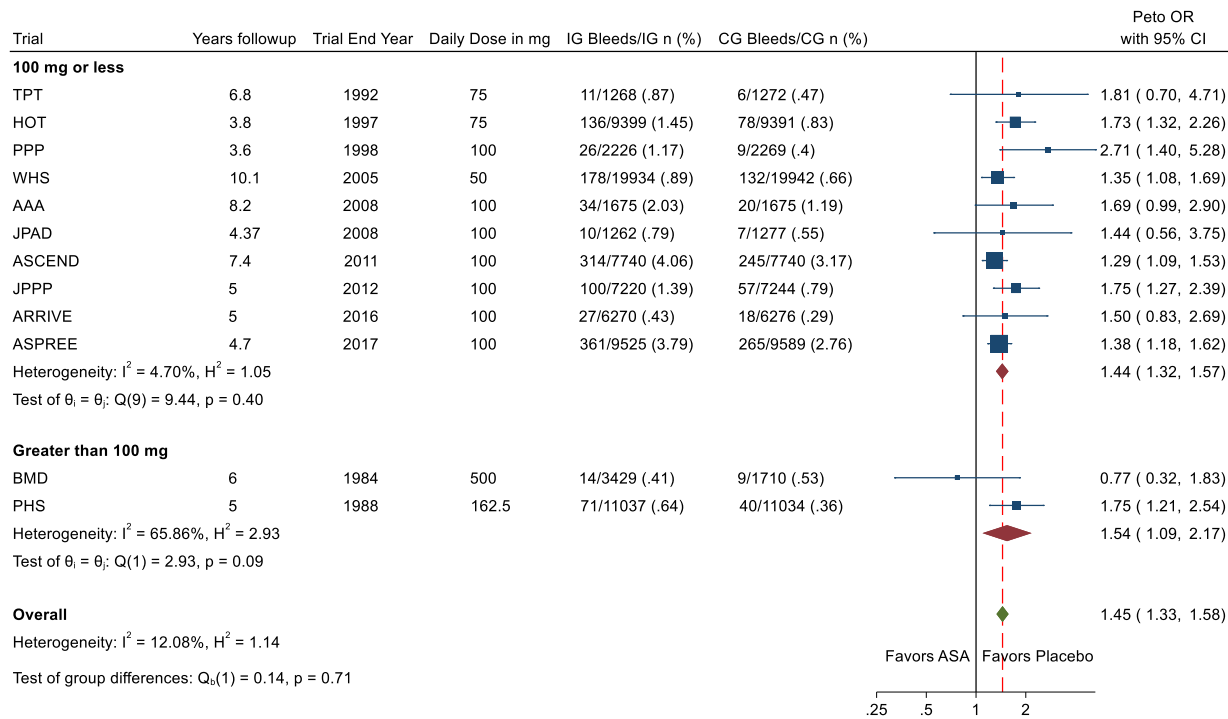 Peto OR
Trial Years followup Trial End Year Daily Dose in mg IG Bleeds/IG n (%) CG Bleeds/CG n (%) with 95% CI
100 mg or less
TPT 6.8 1992 75 11/1268 (.87) 6/1272 (.47) 1.81 ( 0.70, 4.71)
HOT 3.8 1997 75 136/9399 (1.45) 78/9391 (.83) 1.73 ( 1.32, 2.26)
PPP 3.6 1998 100 26/2226 (1.17) 9/2269 (.4) 2.71 ( 1.40, 5.28)
WHS 10.1 2005 50 178/19934 (.89) 132/19942 (.66) 1.35 ( 1.08, 1.69)
AAA 8.2 2008 100 34/1675 (2.03) 20/1675 (1.19) 1.69 ( 0.99, 2.90)
JPAD 4.37 2008 100 10/1262 (.79) 7/1277 (.55) 1.44 ( 0.56, 3.75)
ASCEND 7.4 2011 100 314/7740 (4.06) 245/7740 (3.17) 1.29 ( 1.09, 1.53)
JPPP 5 2012 100 100/7220 (1.39) 57/7244 (.79) 1.75 ( 1.27, 2.39)
ARRIVE 5 2016 100 27/6270 (.43) 18/6276 (.29) 1.50 ( 0.83, 2.69)
ASPREE 4.7 2017 100 361/9525 (3.79) 265/9589 (2.76) 1.38 ( 1.18, 1.62)
Heterogeneity: I² = 4.70%, H² = 1.05 1.44 ( 1.32, 1.57)
Test of θᵢ = θⱼ: Q(9) = 9.44, p = 0.40
Greater than 100 mg
BMD 6 1984 500 14/3429 (.41) 9/1710 (.53) 0.77 ( 0.32, 1.83)
PHS 5 1988 162.5 71/11037 (.64) 40/11034 (.36) 1.75 ( 1.21, 2.54)
Heterogeneity: I² = 65.86%, H² = 2.93 1.54 ( 1.09, 2.17)
Test of θᵢ = θⱼ: Q(1) = 2.93, p = 0.09
Overall 1.45 ( 1.33, 1.58)
Heterogeneity: I² = 12.08%, H² = 1.14
Favors ASA Favors Placebo
Test of group differences: Q_b(1) = 0.14, p = 0.71
.25 .5 1 2